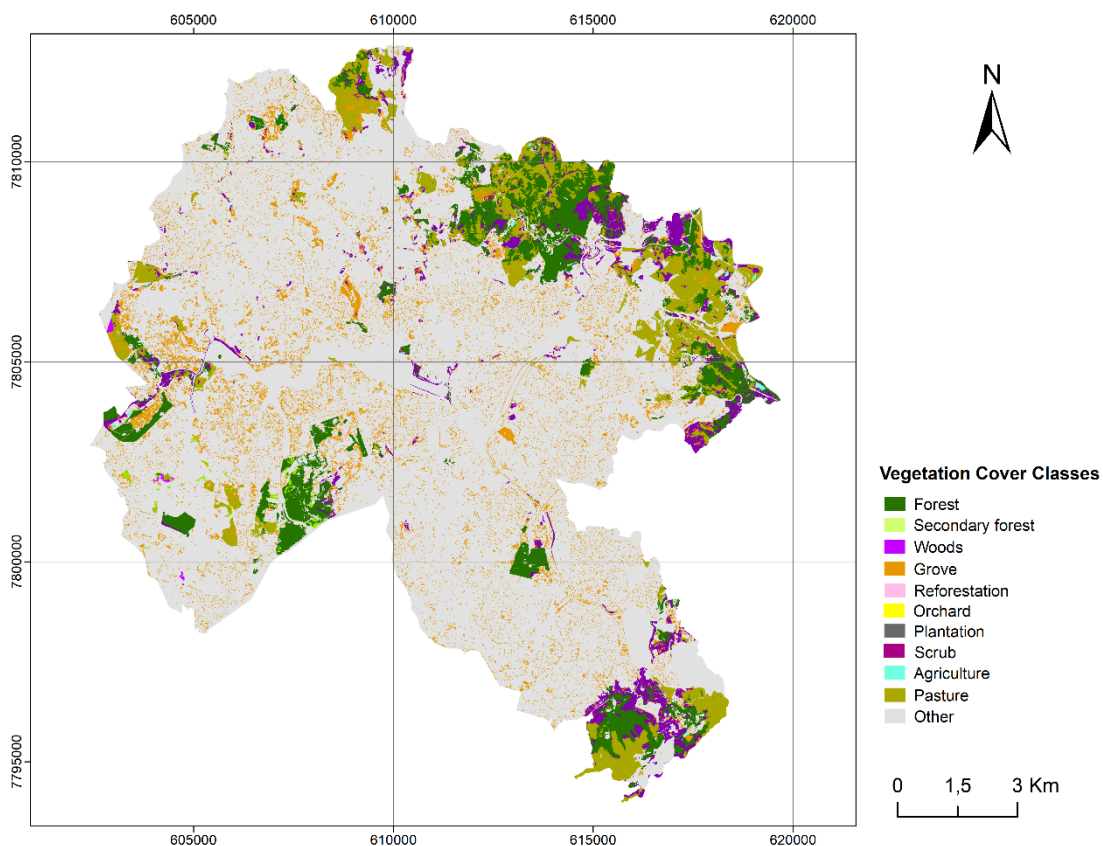 605000 610000 615000 620000
N
7810000
7805000
7800000
7795000
Vegetation Cover Classes
Forest
Secondary forest
Woods
Grove
Reforestation
Orchard
Plantation
Scrub
Agriculture
Pasture
Other
0 1,5 3 Km
605000 610000 615000 620000